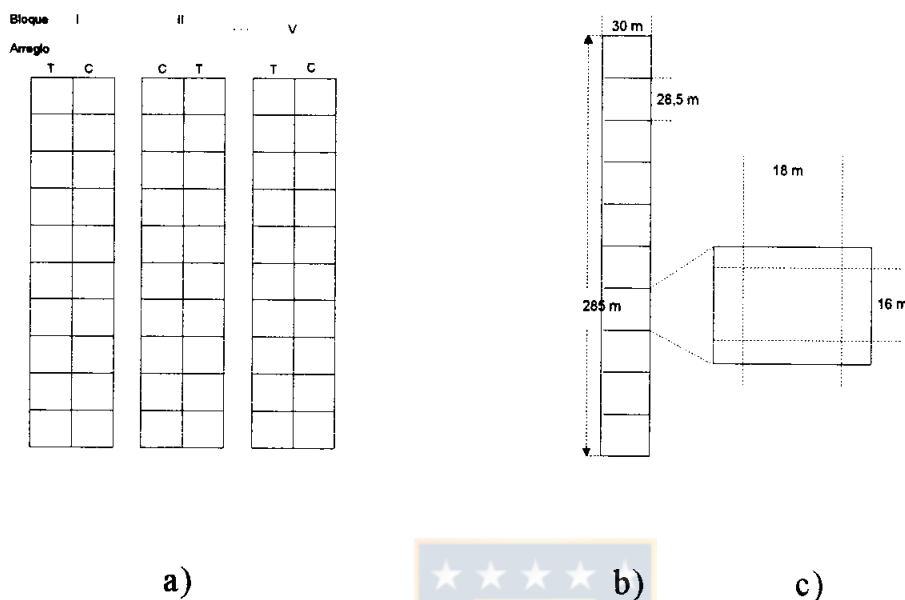 Bloque I II ... V
Arreglo
T C C T T C
30 m
28,5 m
18 m
285 m
16 m
a) b) c)